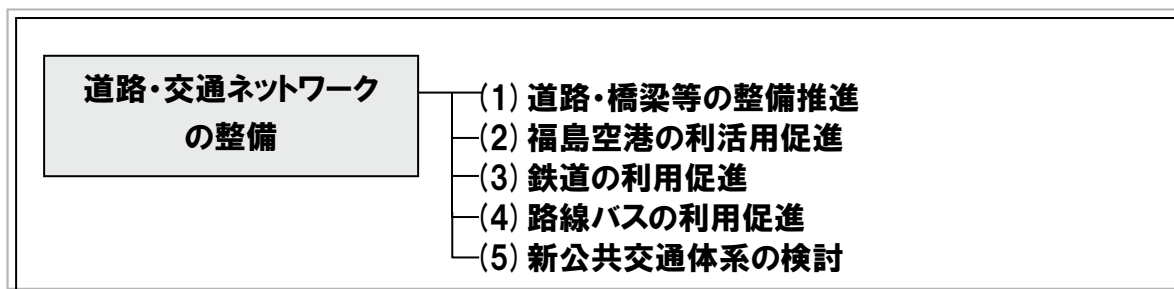 道路・交通ネットワーク
の整備
(1) 道路・橋梁等の整備推進
(2) 福島空港の利活用促進
(3) 鉄道の利用促進
(4) 路線バスの利用促進
(5) 新公共交通体系の検討